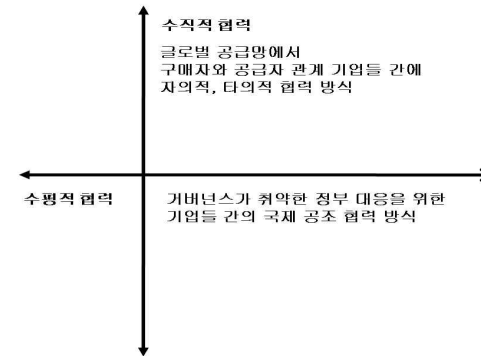 수직적 협력
글로벌 공급망에서
구매자와 공급자 관계 기업들 간에
자의적, 타의적 협력 방식
수평적 협력
거버넌스가 취약한 정부 대응을 위한
기업들 간의 국제 공조 협력 방식